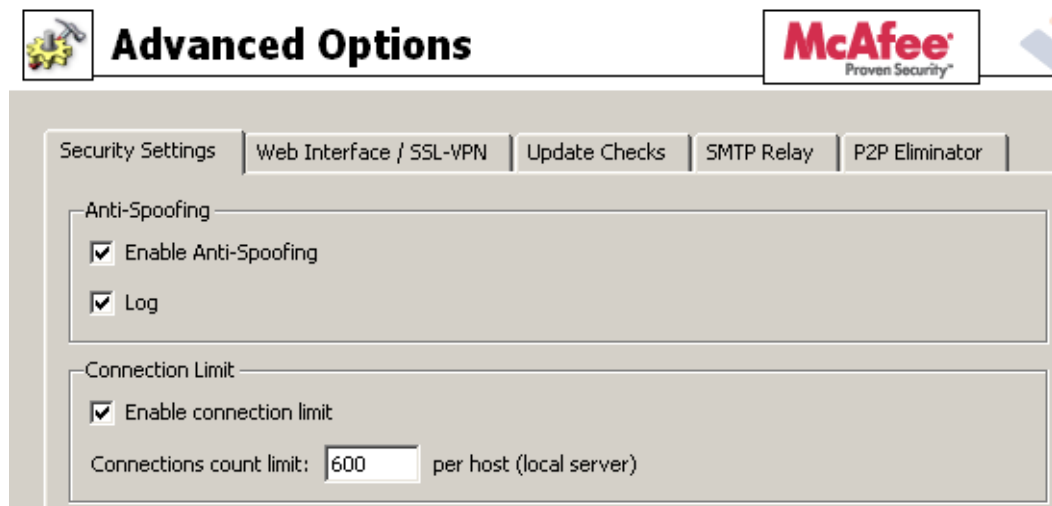 Advanced Options
McAfee®
Proven Security™
Security Settings Web Interface / SSL-VPN Update Checks SMTP Relay P2P Eliminator
Anti-Spoofing
Enable Anti-Spoofing
Log
Connection Limit
Enable connection limit
Connections count limit: 600 per host (local server)